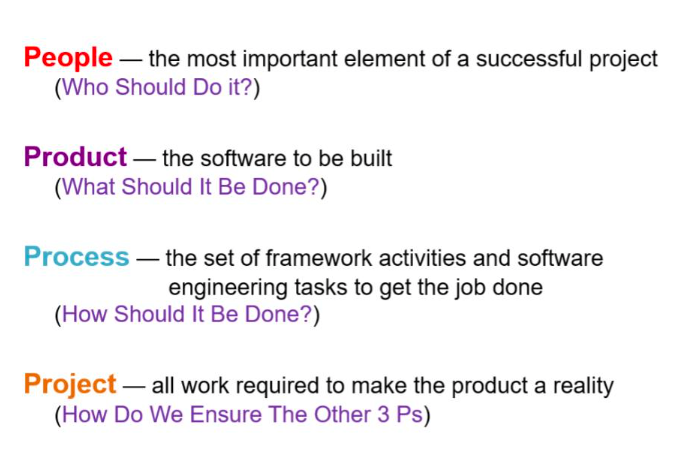 People — the most important element of a successful project
(Who Should Do it?)
Product — the software to be built
(What Should It Be Done?)
Process — the set of framework activities and software
engineering tasks to get the job done
(How Should It Be Done?)
Project — all work required to make the product a reality
(How Do We Ensure The Other 3 Ps)